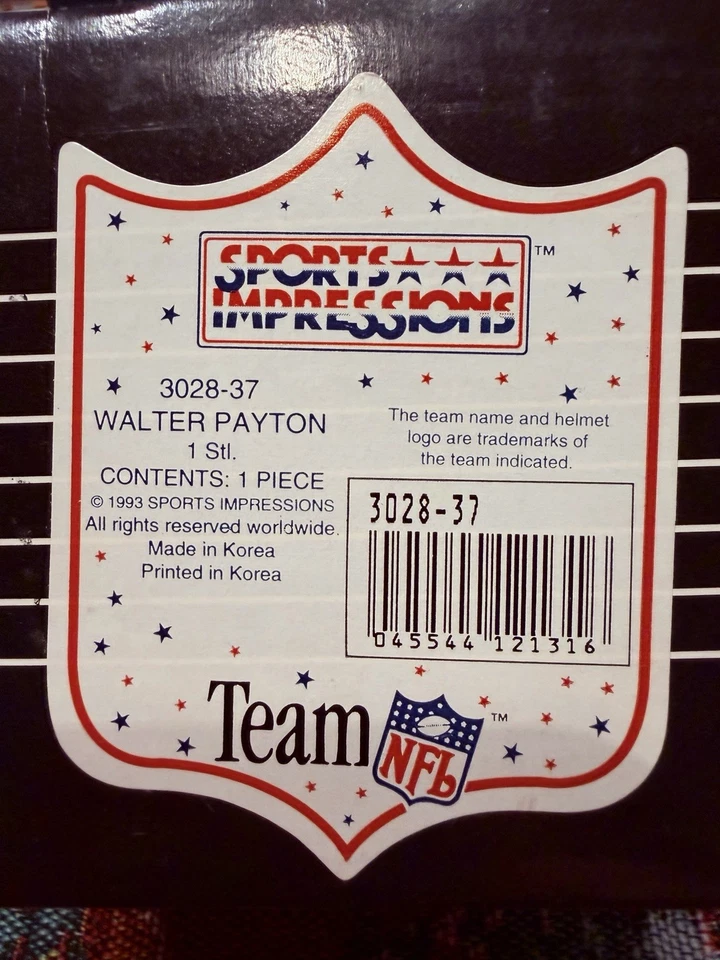 SPORTS
IMPRESSIONS
TM
3028-37
WALTER PAYTON
1 Stl.
CONTENTS: 1 PIECE
© 1993 SPORTS IMPRESSIONS
All rights reserved worldwide.
Made in Korea
Printed in Korea
The team name and helmet
logo are trademarks of
the team indicated.
3028-37
045544 121316
Team
NFL
TM